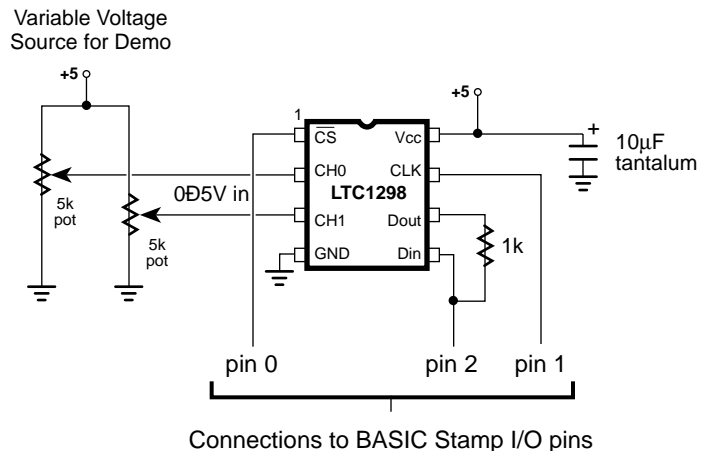 Variable Voltage
Source for Demo
+5
+5
1
CS
Vcc
+
10µF
tantalum
CH0
CLK
LTC1298
0Ð5V in
5k
pot
CH1
Dout
1k
5k
pot
GND
Din
pin 0
pin 2
pin 1
Connections to BASIC Stamp I/O pins